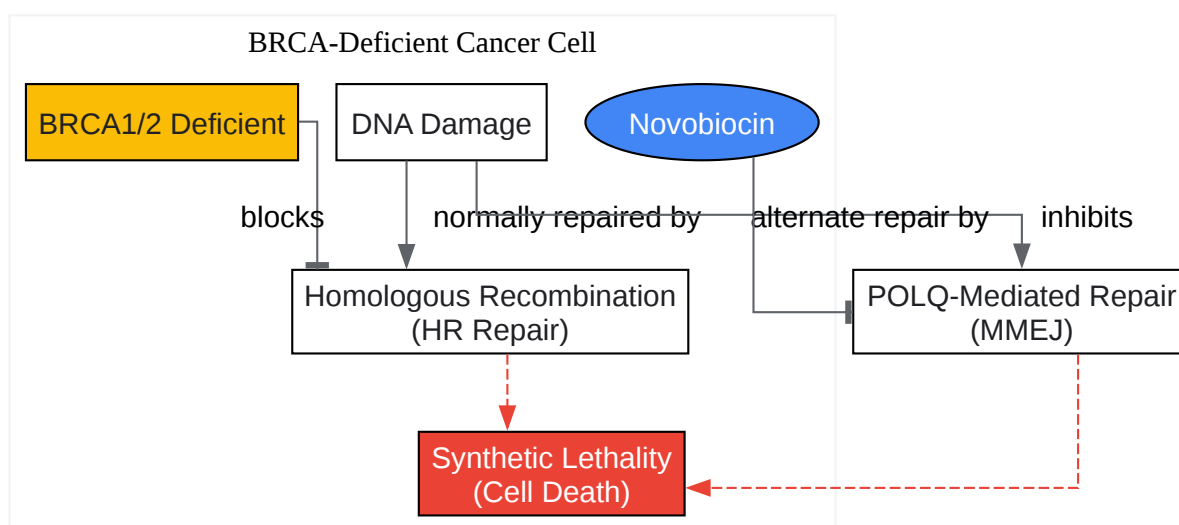 BRCA-Deficient Cancer Cell
BRCA1/2 Deficient
DNA Damage
Novobiocin
blocks
normally repaired by
alternate repair by
inhibits
Homologous Recombination
(HR Repair)
POLQ-Mediated Repair
(MMEJ)
Synthetic Lethality
(Cell Death)